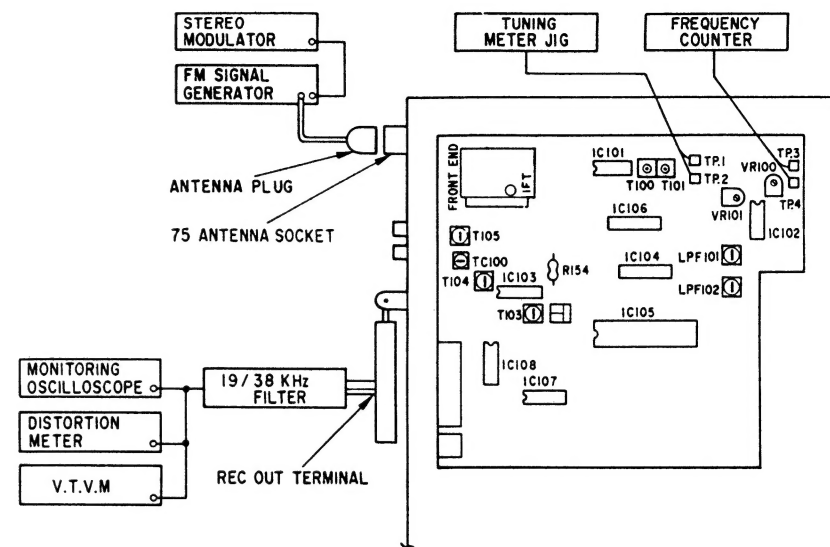 STEREO
MODULATOR
FM SIGNAL
GENERATOR
TUNING
METER JIG
FREQUENCY
COUNTER
ANTENNA PLUG
75 ANTENNA SOCKET
FRONT END
IFT
IC101
T100
T101
TP.1
TP.2
VR100
TP.3
TP.4
VR101
IC102
IC106
T105
TC100
T104
IC103
R154
IC104
LPF101
LPF102
T103
IC105
IC108
IC107
MONITORING
OSCILLOSCOPE
DISTORTION
METER
V.T.V.M
19/38 KHz
FILTER
REC OUT TERMINAL